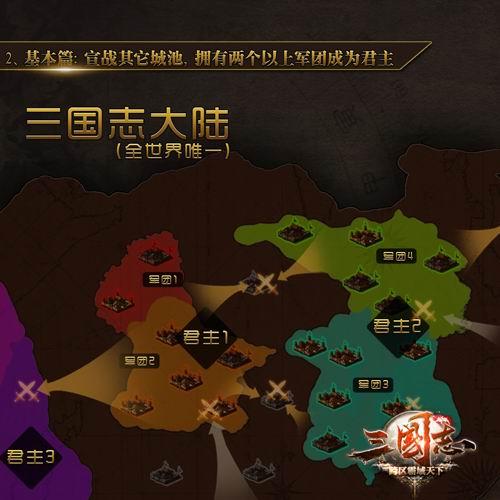 2、基本篇：宣战其它城池，拥有两个以上军团成为君主
三国志大陆
(全世界唯一)
军团1
军团4
君主1
君主2
军团2
军团3
君主3
三国志
跨区霸城天下